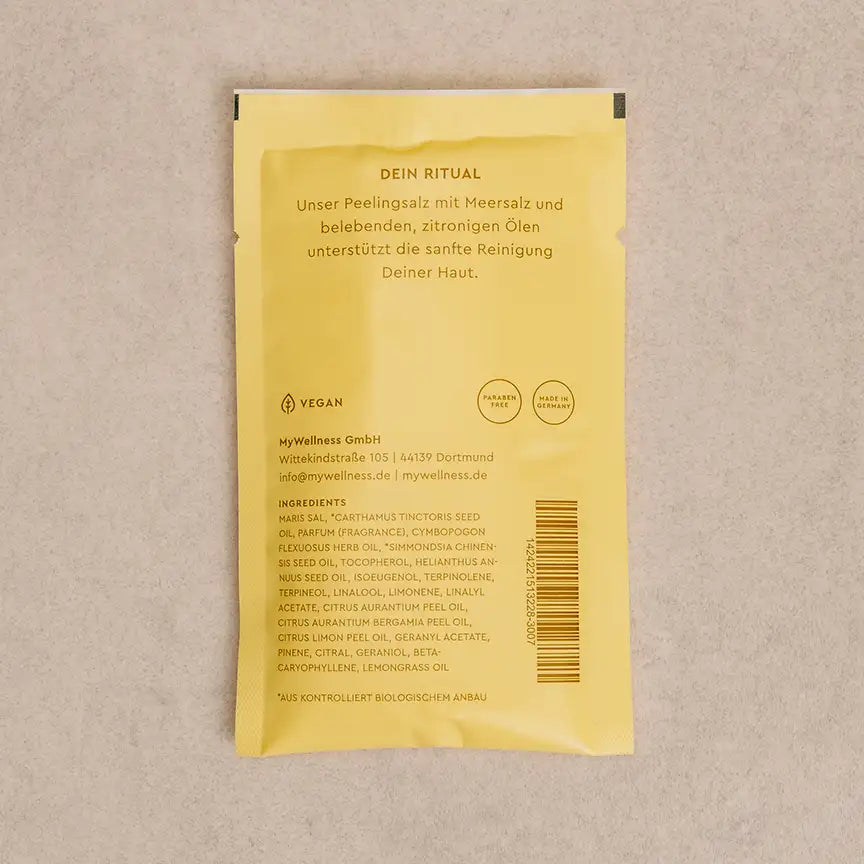 DEIN RITUAL
Unser Peelingsalz mit Meersalz und
belebenden, zitronigen Ölen
unterstützt die sanfte Reinigung
Deiner Haut.
VEGAN
PARABEN
FREE
MADE IN
GERMANY
MyWellness GmbH
Wittekindstraße 105 | 44139 Dortmund
info@mywellness.de | mywellness.de
INGREDIENTS
MARIS SAL, *CARTHAMUS TINCTORIS SEED
OIL, PARFUM (FRAGRANCE), CYMBOPOGON
FLEXUOSUS HERB OIL, *SIMMONDSIA CHINEN-
SIS SEED OIL, TOCOPHEROL, HELIANTHUS AN-
NUUS SEED OIL, ISOEUGENOL, TERPINOLENE,
TERPINEOL, LINALOOL, LIMONENE, LINALYL
ACETATE, CITRUS AURANTIUM PEEL OIL,
CITRUS AURANTIUM BERGAMIA PEEL OIL,
CITRUS LIMON PEEL OIL, GERANYL ACETATE,
PINENE, CITRAL, GERANIOL, BETA-
CARYOPHYLLENE, LEMONGRASS OIL
*AUS KONTROLLIERT BIOLOGISCHEM ANBAU
1424221513228-3007